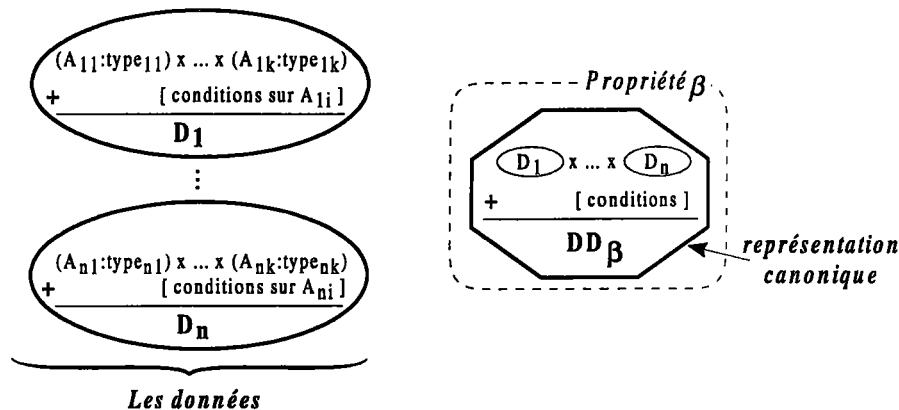 (A₁₁:type₁₁) x ... x (A₁ₖ:type₁ₖ)
+ [ conditions sur A₁ᵢ ]
D₁
⋮
(Aₙ₁:typeₙ₁) x ... x (Aₙₖ:typeₙₖ)
+ [ conditions sur Aₙᵢ ]
Dₙ
Les données
Propriété β
D₁ x ... x Dₙ
+ [ conditions ]
DDᵦ
représentation
canonique